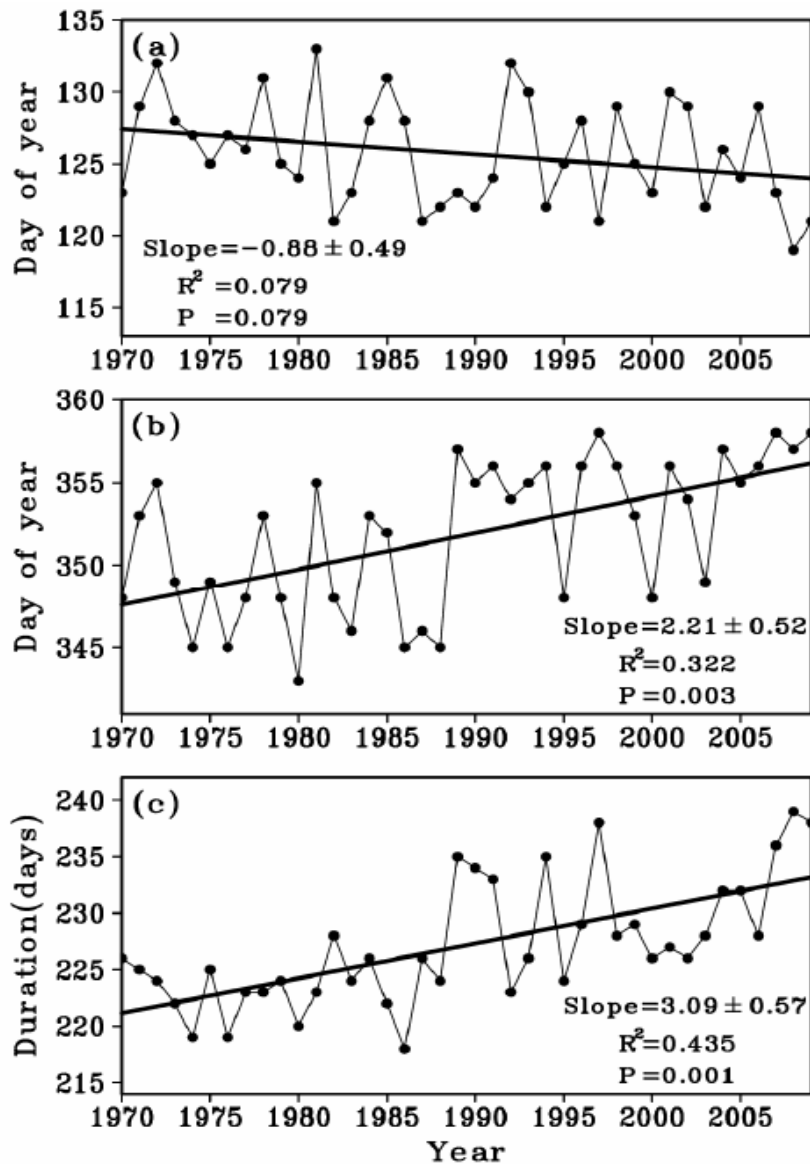 135
(a)
130
125
120
115
Day of year
Slope=−0.88±0.49
R²=0.079
P =0.079
1970 1975 1980 1985 1990 1995 2000 2005
360
(b)
355
350
345
Day of year
Slope=2.21±0.52
R²=0.322
P=0.003
1970 1975 1980 1985 1990 1995 2000 2005
(c)
240
235
230
225
220
215
Duration(days)
Slope=3.09±0.57
R²=0.435
P=0.001
1970 1975 1980 1985 1990 1995 2000 2005
Year